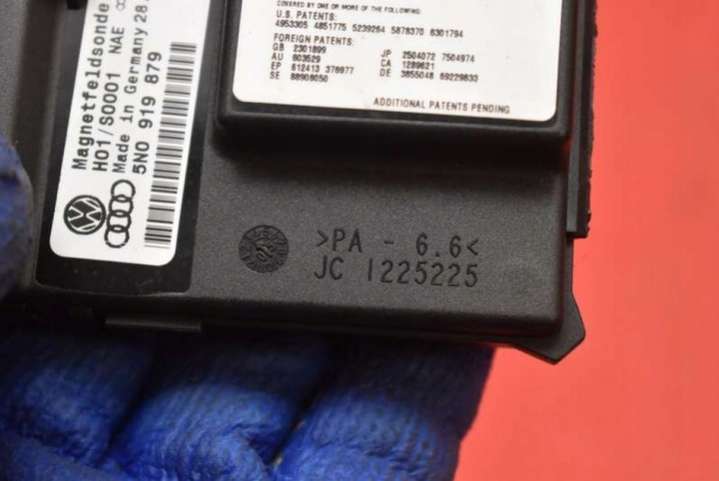 Magnetfeldsonde
H01/S0001 NAE
Made in Germany 28.
5N0 919 879
COVERED BY ONE OR MORE OF THE FOLLOWING:
U.S. PATENTS:
4953305 4851775 5239264 5878370 6301794
FOREIGN PATENTS:
GB 2301899
AU 603529
EP 612413 376977
SE 88908050
JP 2504072 7504974
CA 1289621
DE 3855048 69229833
ADDITIONAL PATENTS PENDING
>PA - 6.6<
JC 1225225